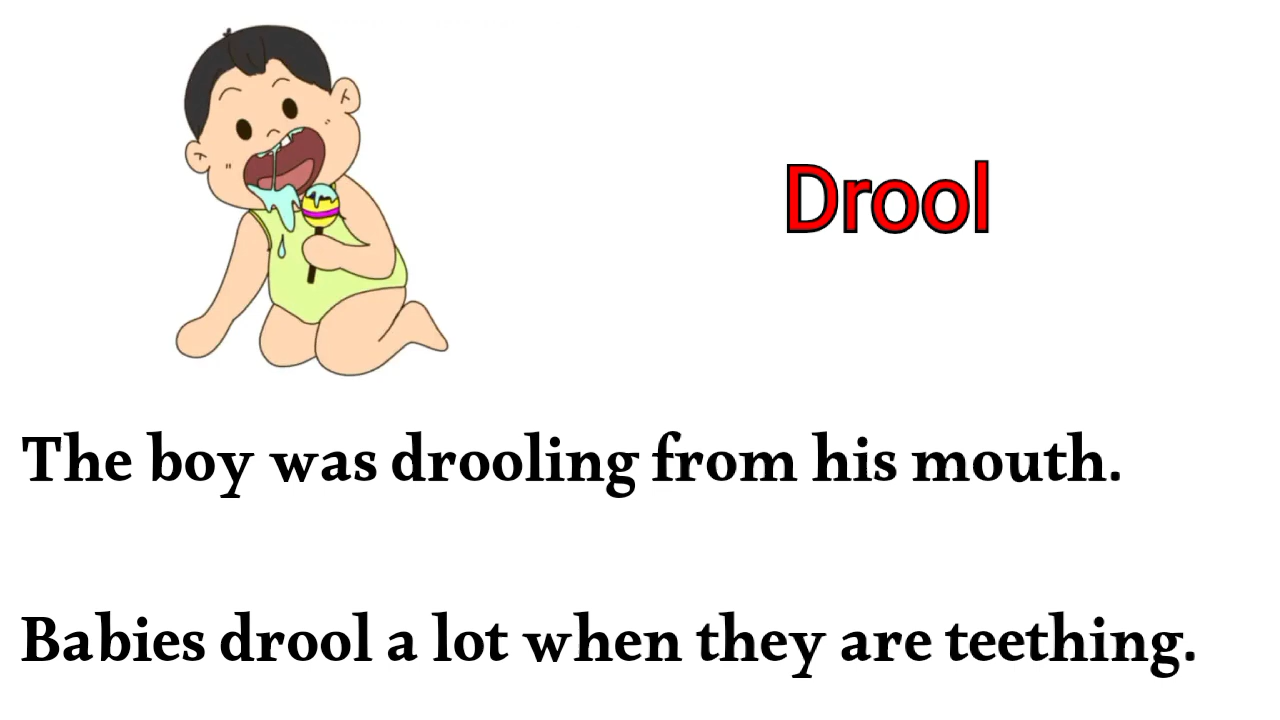 Drool
The boy was drooling from his mouth.
Babies drool a lot when they are teething.